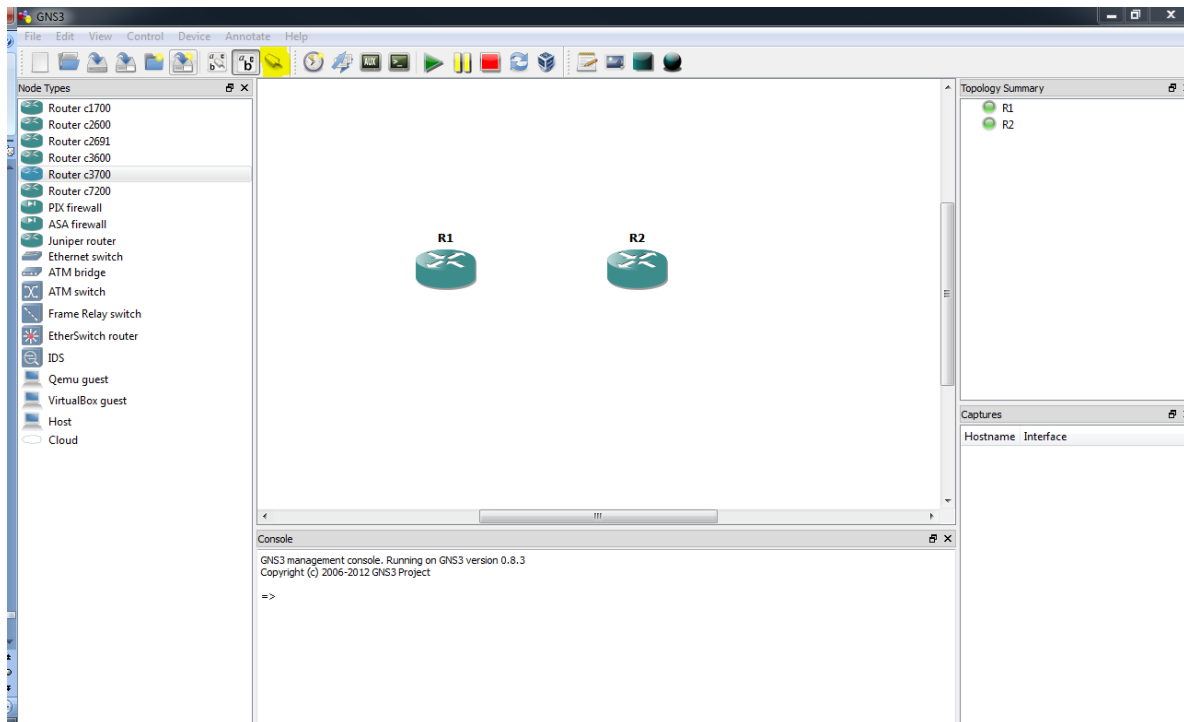 GNS3
File Edit View Control Device Annotate Help
AUX
Node Types
Router c1700
Router c2600
Router c2691
Router c3600
Router c3700
Router c7200
PIX firewall
ASA firewall
Juniper router
Ethernet switch
ATM bridge
ATM switch
Frame Relay switch
EtherSwitch router
IDS
Qemu guest
VirtualBox guest
Host
Cloud
R1
R2
Topology Summary
R1
R2
Captures
Hostname Interface
Console
GNS3 management console. Running on GNS3 version 0.8.3
Copyright (c) 2006-2012 GNS3 Project
=>